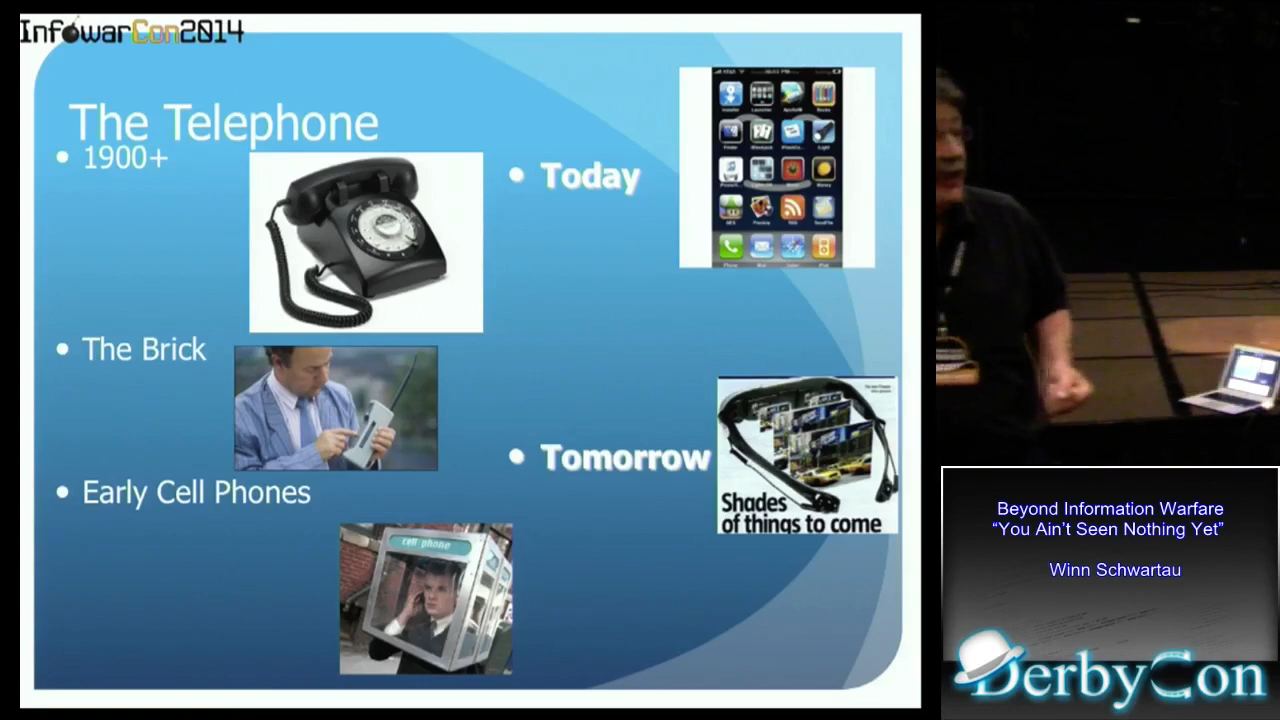 InfowarCon2014
The Telephone
• 1900+
• The Brick
• Early Cell Phones
cell phone
• Today
• Tomorrow
Shades
of things to come
Beyond Information Warfare
“You Ain't Seen Nothing Yet”
Winn Schwartau
DerbyCon